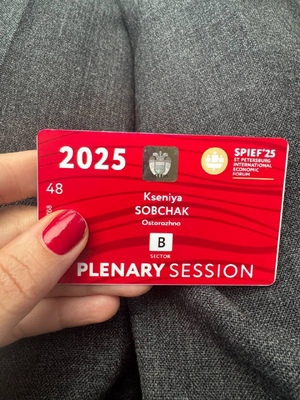 2025
SPIEF'25
ST PETERSBURG
INTERNATIONAL
ECONOMIC
FORUM
48
Kseniya
SOBCHAK
Ostorozhno
B
SECTOR
PLENARY SESSION